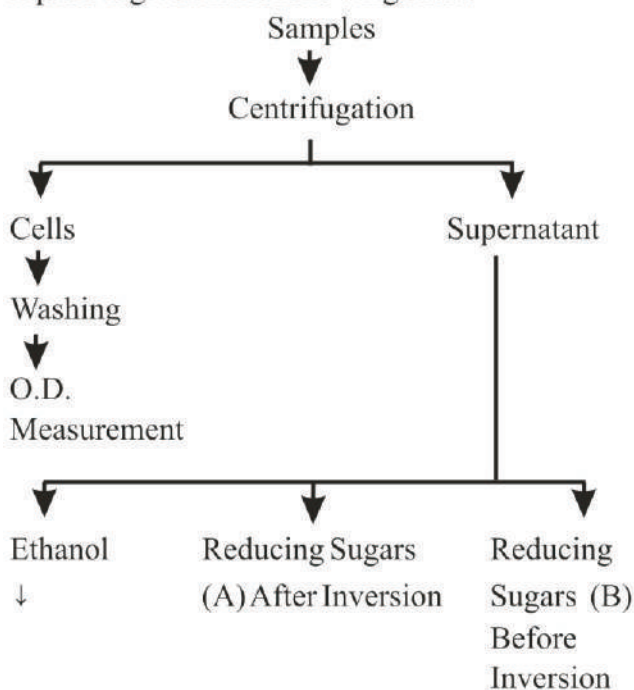 Samples
Centrifugation
Cells
Supernatant
Washing
O.D.
Measurement
Ethanol
↓
Reducing Sugars
(A) After Inversion
Reducing
Sugars (B)
Before
Inversion